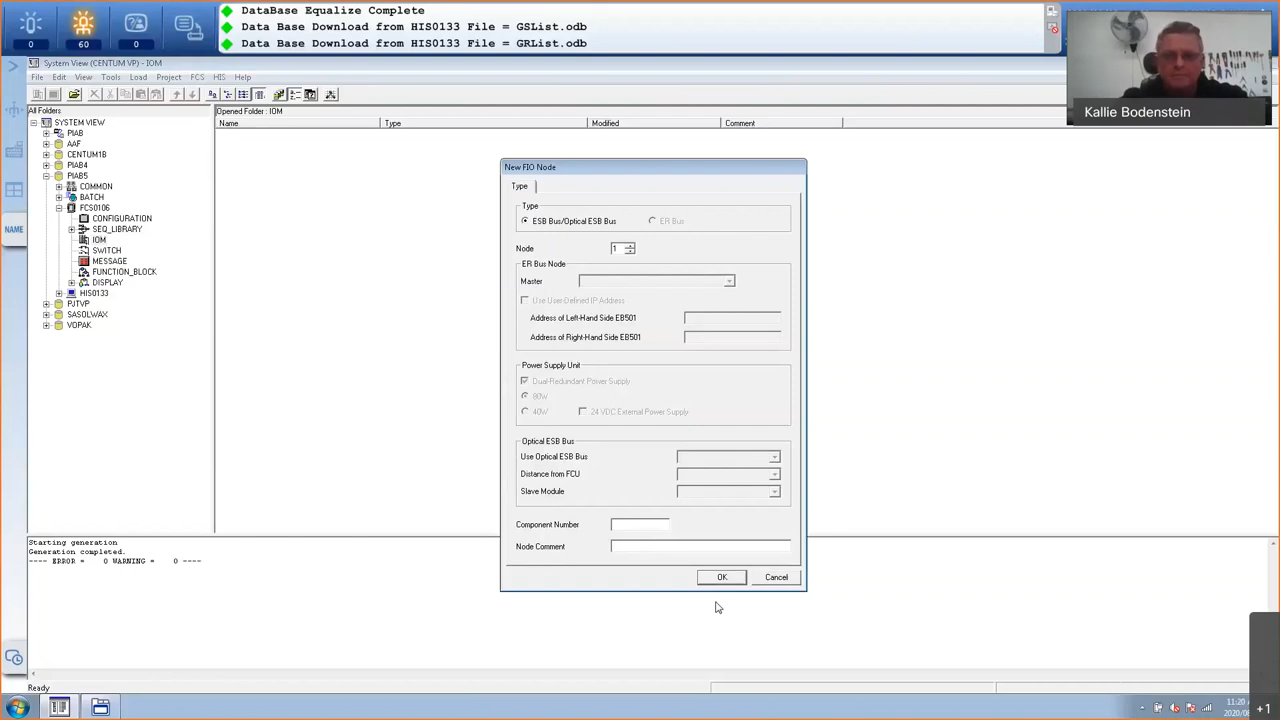 DataBase Equalize Complete
Data Base Download from HIS0133 File = GSList.odb
Data Base Download from HIS0133 File = GRList.odb
0
60
0
System View (CENTUM VP) - IOM
File Edit View Tools Load Project FCS HIS Help
All Folders
Opened Folder : IOM
Name Type Modified Comment
SYSTEM VIEW
PIAB
AAF
CENTUM1B
PIAB4
PIAB5
COMMON
BATCH
FCS0106
CONFIGURATION
SEQ_LIBRARY
IOM
SWITCH
MESSAGE
FUNCTION_BLOCK
DISPLAY
HIS0133
PJTVP
SASOLWAX
VOPAK
NAME
New FIO Node
Type
Type
ESB Bus/Optical ESB Bus
ER Bus
Node
1
ER Bus Node
Master
Use User-Defined IP Address
Address of Left-Hand Side EB501
Address of Right-Hand Side EB501
Power Supply Unit
Dual-Redundant Power Supply
80W
40W
24 VDC External Power Supply
Optical ESB Bus
Use Optical ESB Bus
Distance from FCU
Slave Module
Component Number
Node Comment
OK
Cancel
Starting generation
Generation completed.
---- ERROR = 0 WARNING = 0 ----
Ready
Kallie Bodenstein
11:20
+1